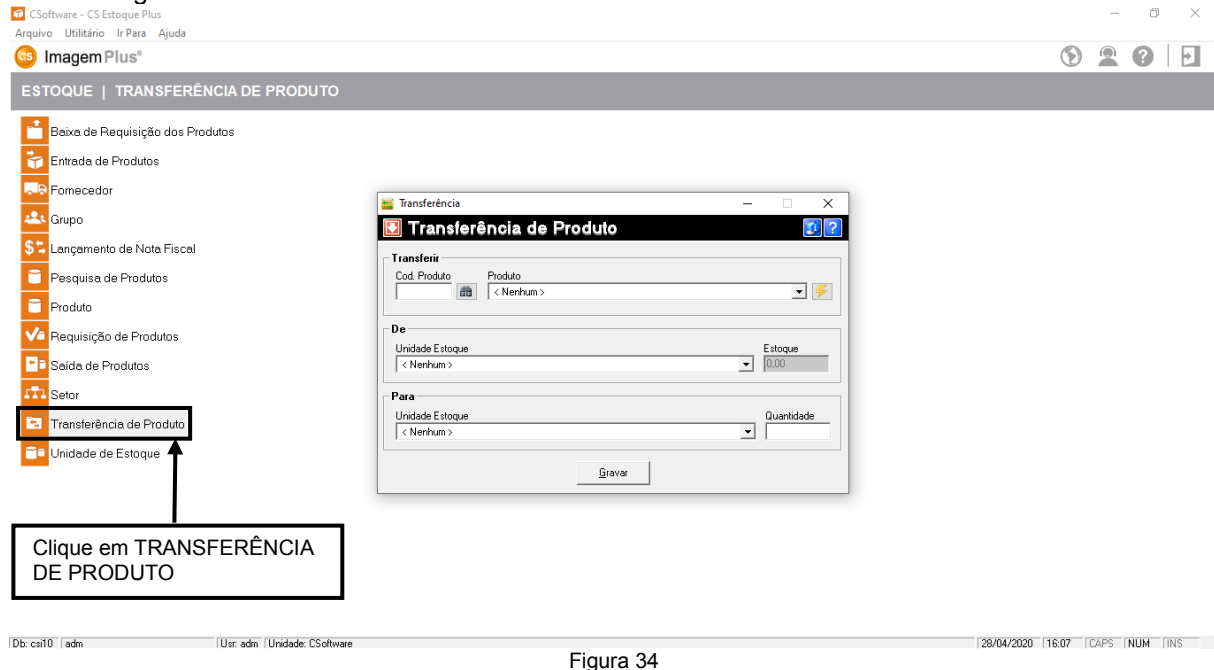 CSoftware - CS Estoque Plus
Arquivo Utilitário Ir Para Ajuda
cs Imagem Plus®
ESTOQUE | TRANSFERÊNCIA DE PRODUTO
Baixa de Requisição dos Produtos
Entrada de Produtos
Fornecedor
Grupo
Lançamento de Nota Fiscal
Pesquisa de Produtos
Produto
Requisição de Produtos
Saída de Produtos
Setor
Transferência de Produto
Unidade de Estoque
Transferência
Transferência de Produto
Transferir
Cod. Produto Produto
< Nenhum >
De
Unidade Estoque Estoque
< Nenhum > 0,00
Para
Unidade Estoque Quantidade
< Nenhum >
Gravar
Clique em TRANSFERÊNCIA
DE PRODUTO
Db: csi10 adm Usr: adm Unidade: CSoftware 28/04/2020 16:07 CAPS NUM INS
Figura 34